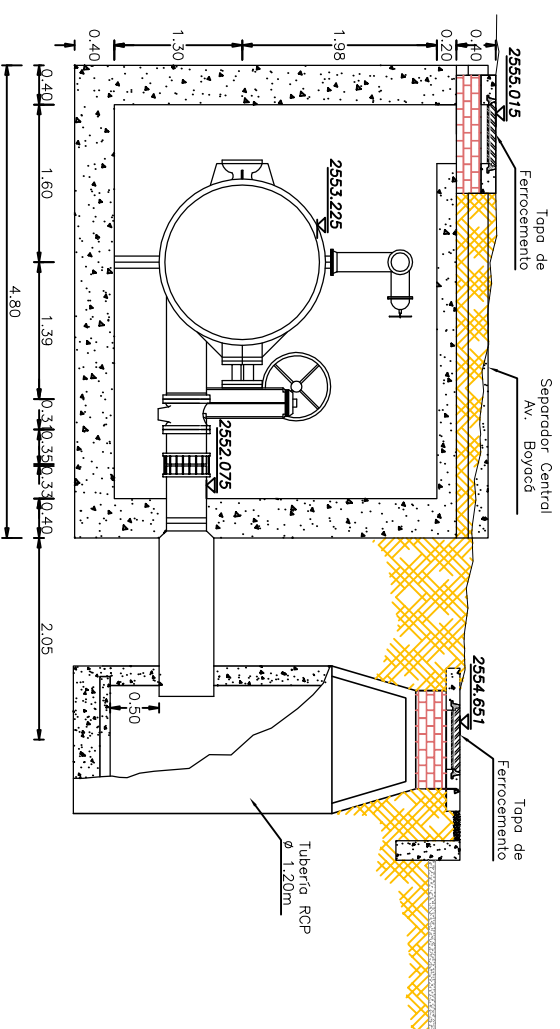 2555.015
Tapa de
Ferrocemento
Separador Central
Av. Boyacá
2554.651
Tapa de
Ferrocemento
2553.225
2552.075
Tubería RCP
ø 1.20m
0.50
0.40
0.20
1.98
1.30
0.40
0.40
1.60
1.39
0.31
0.35
0.33
0.40
2.05
4.80